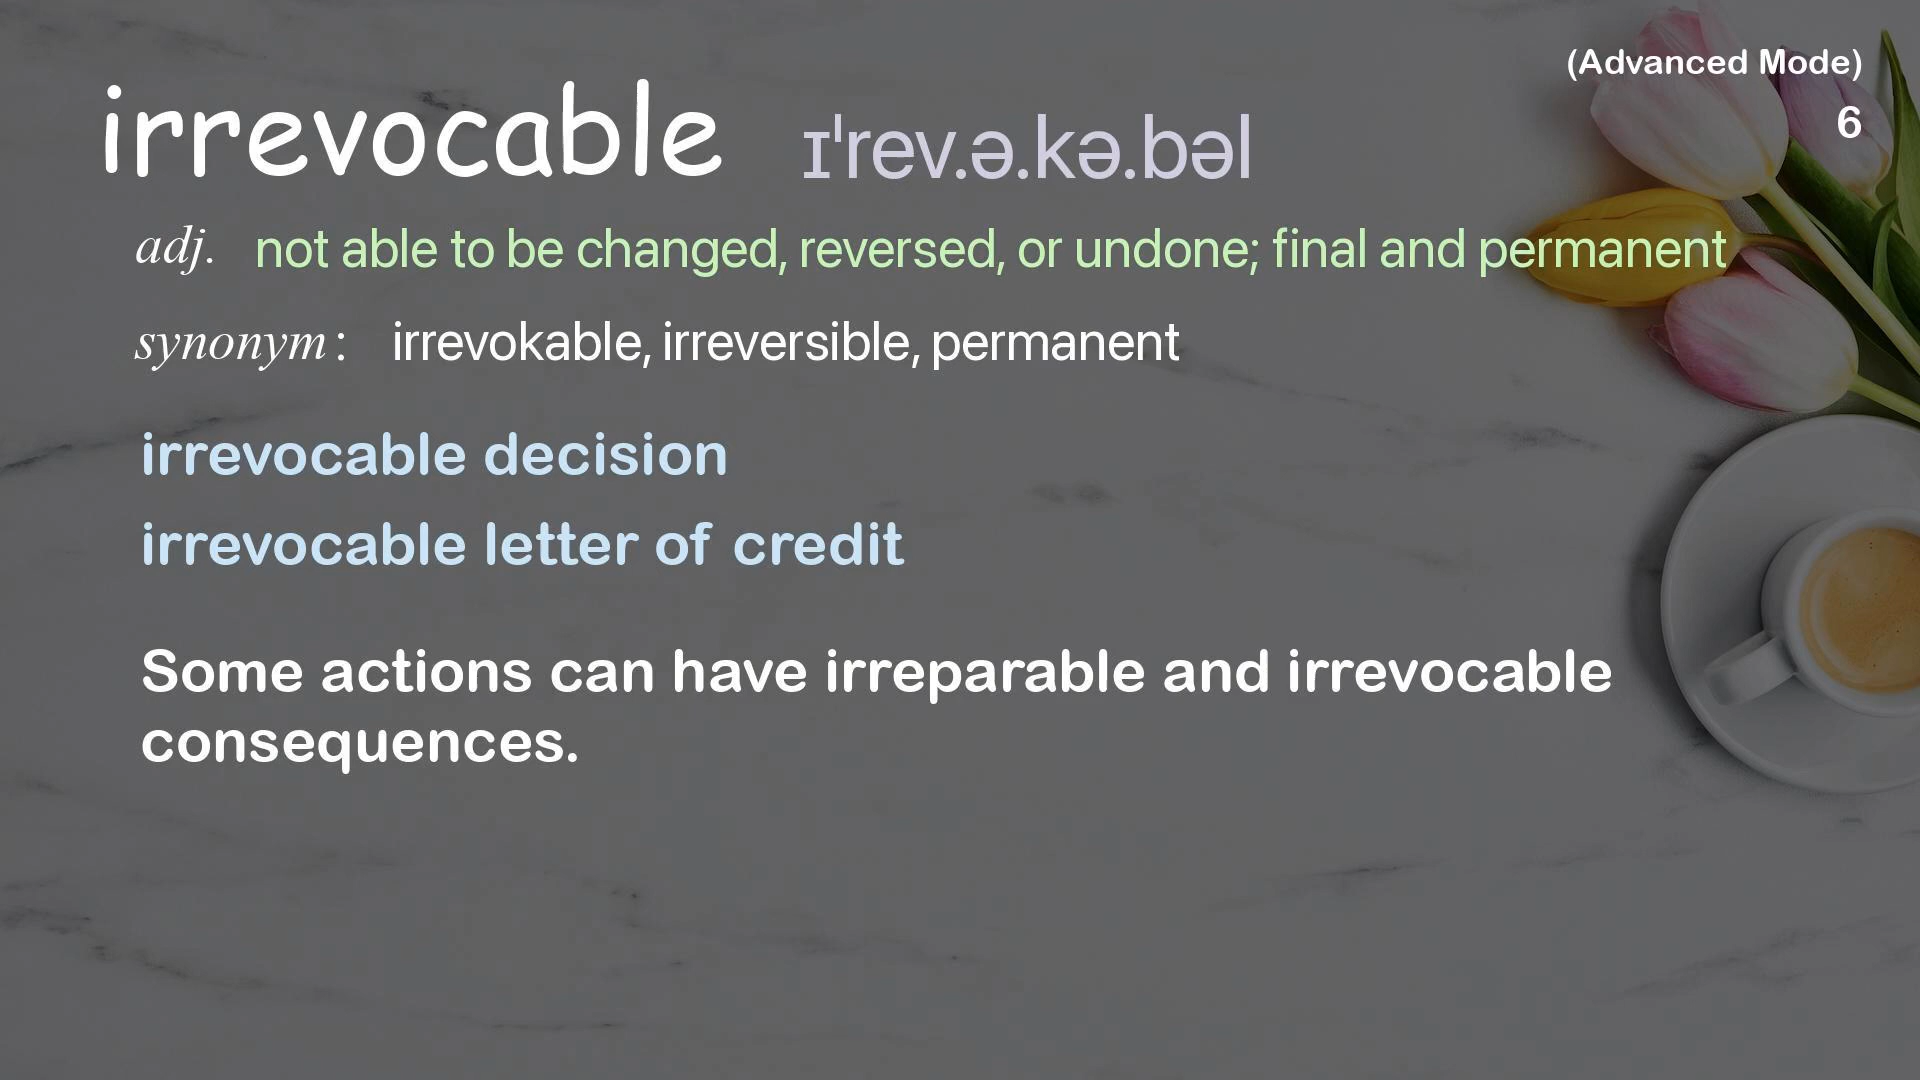 (Advanced Mode)
irrevocable ɪˈrev.ə.kə.bəl
6
adj. not able to be changed, reversed, or undone; final and permanent
synonym : irrevokable, irreversible, permanent
irrevocable decision
irrevocable letter of credit
Some actions can have irreparable and irrevocable
consequences.